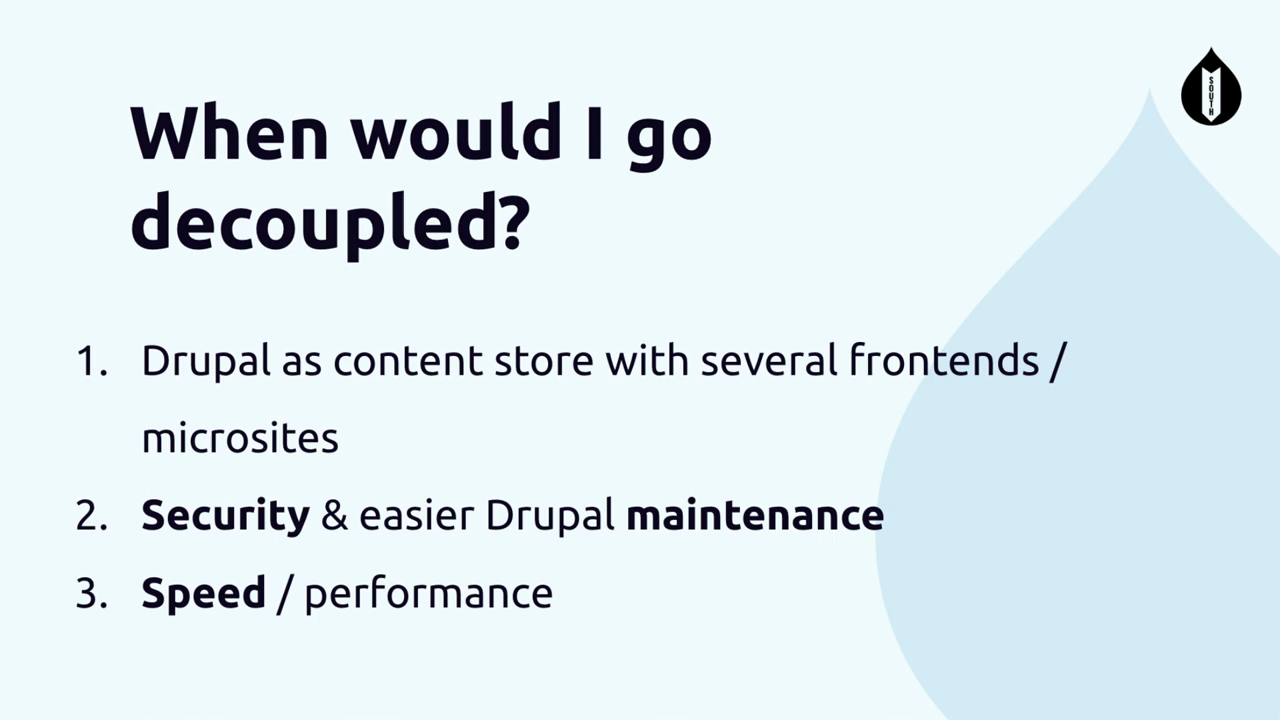 SOUTH
When would I go
decoupled?
1. Drupal as content store with several frontends /
microsites
2. Security & easier Drupal maintenance
3. Speed / performance